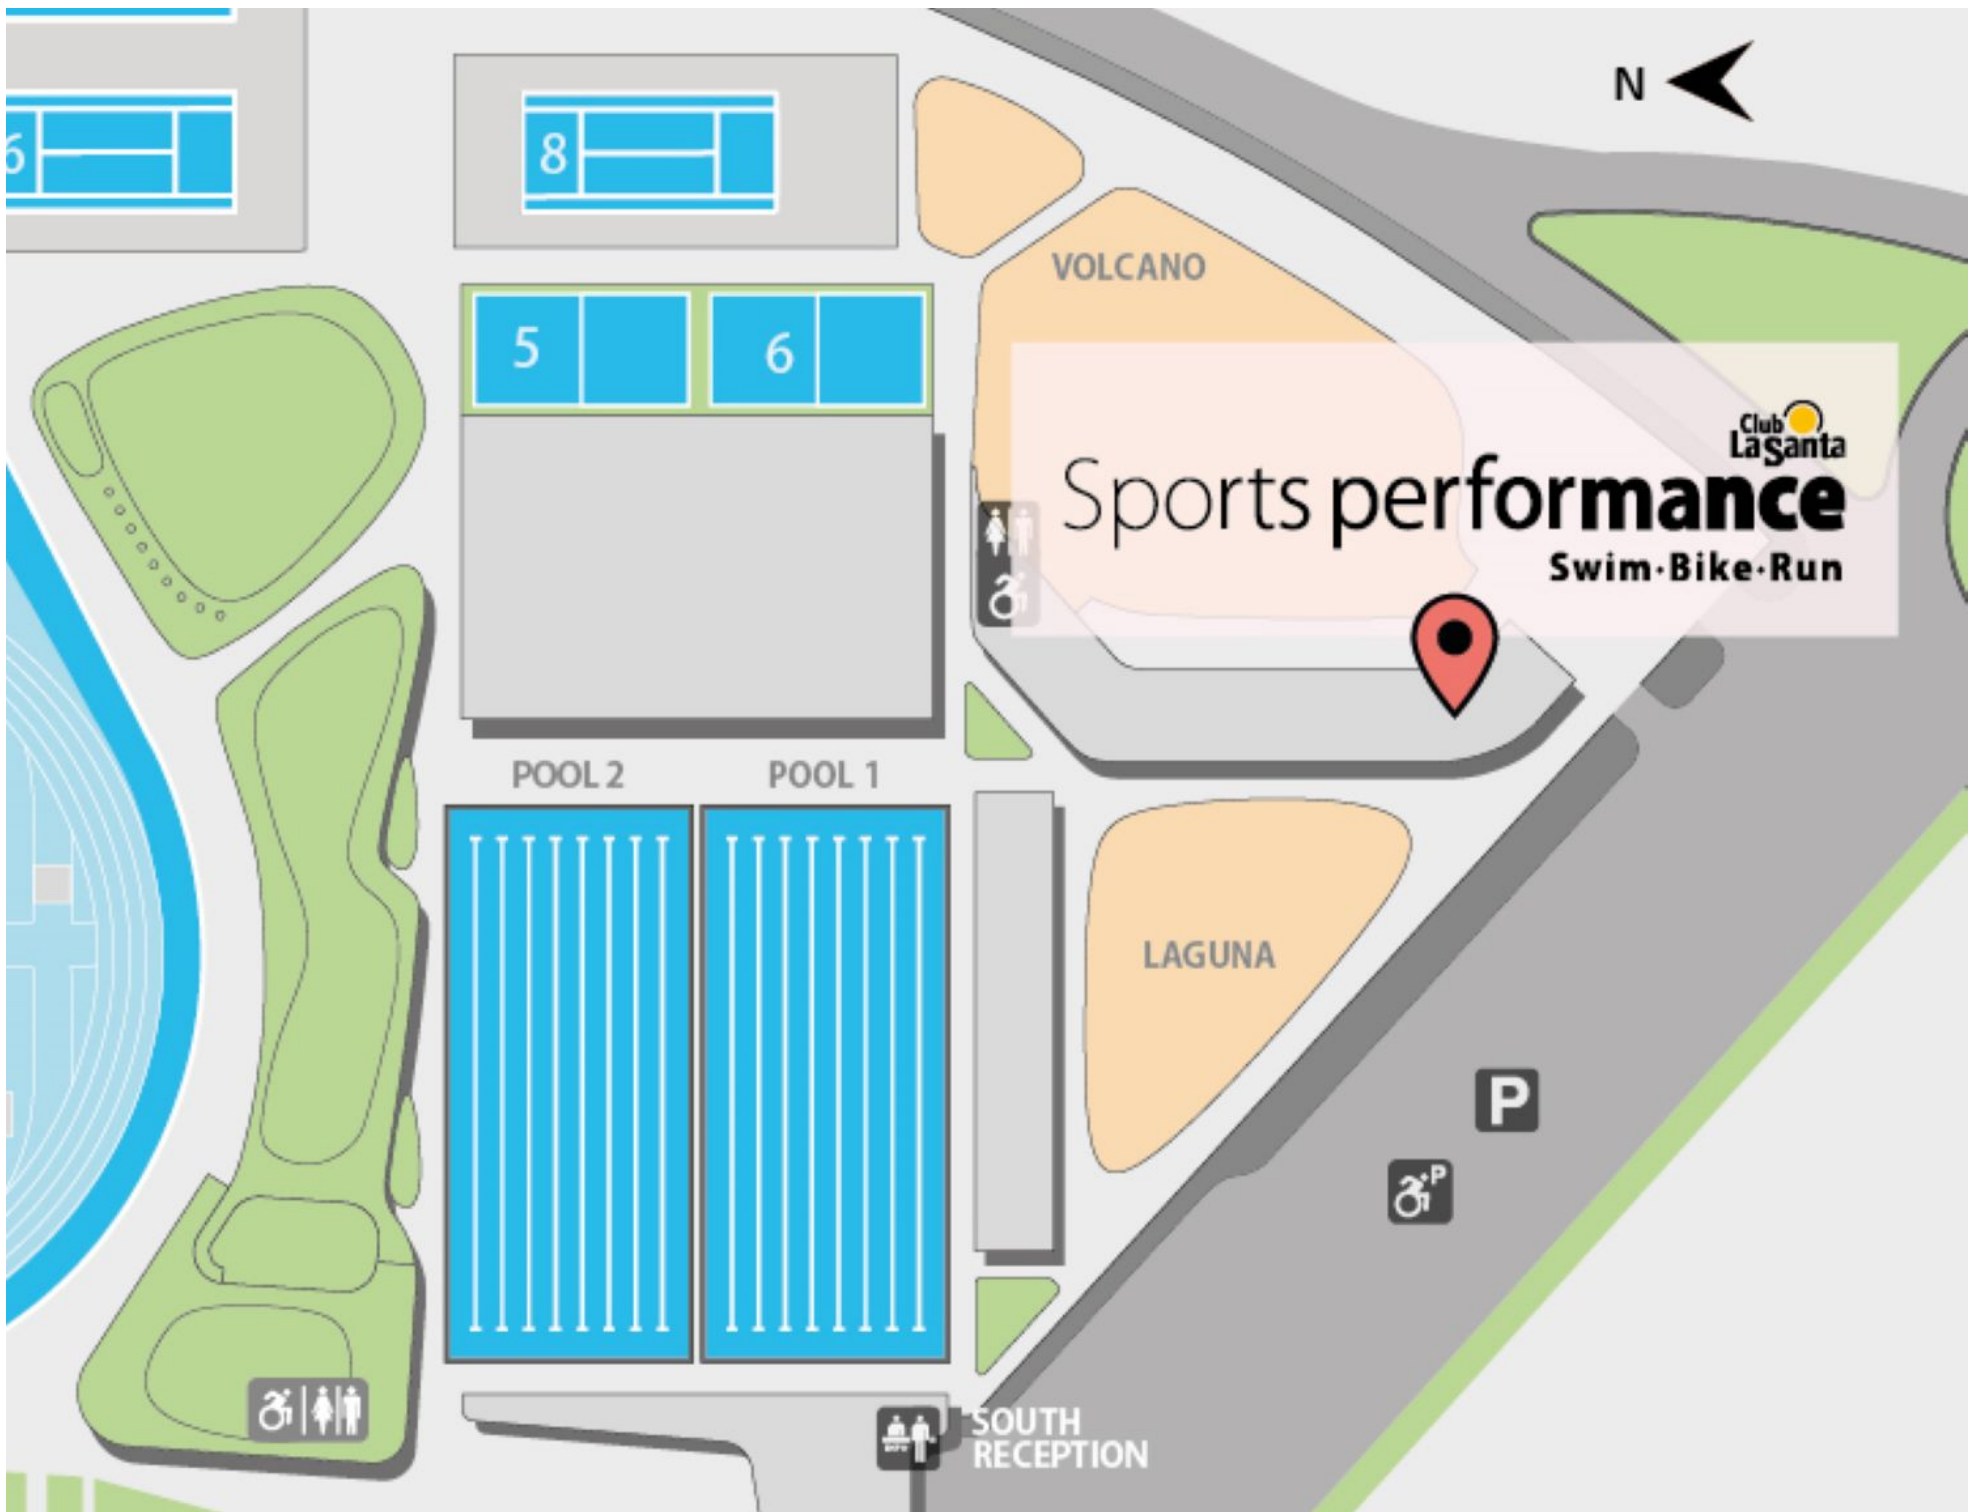 N
6
8
VOLCANO
5
6
Club
La Santa
Sports performance
Swim·Bike·Run
POOL 2
POOL 1
LAGUNA
P
P
SOUTH
RECEPTION